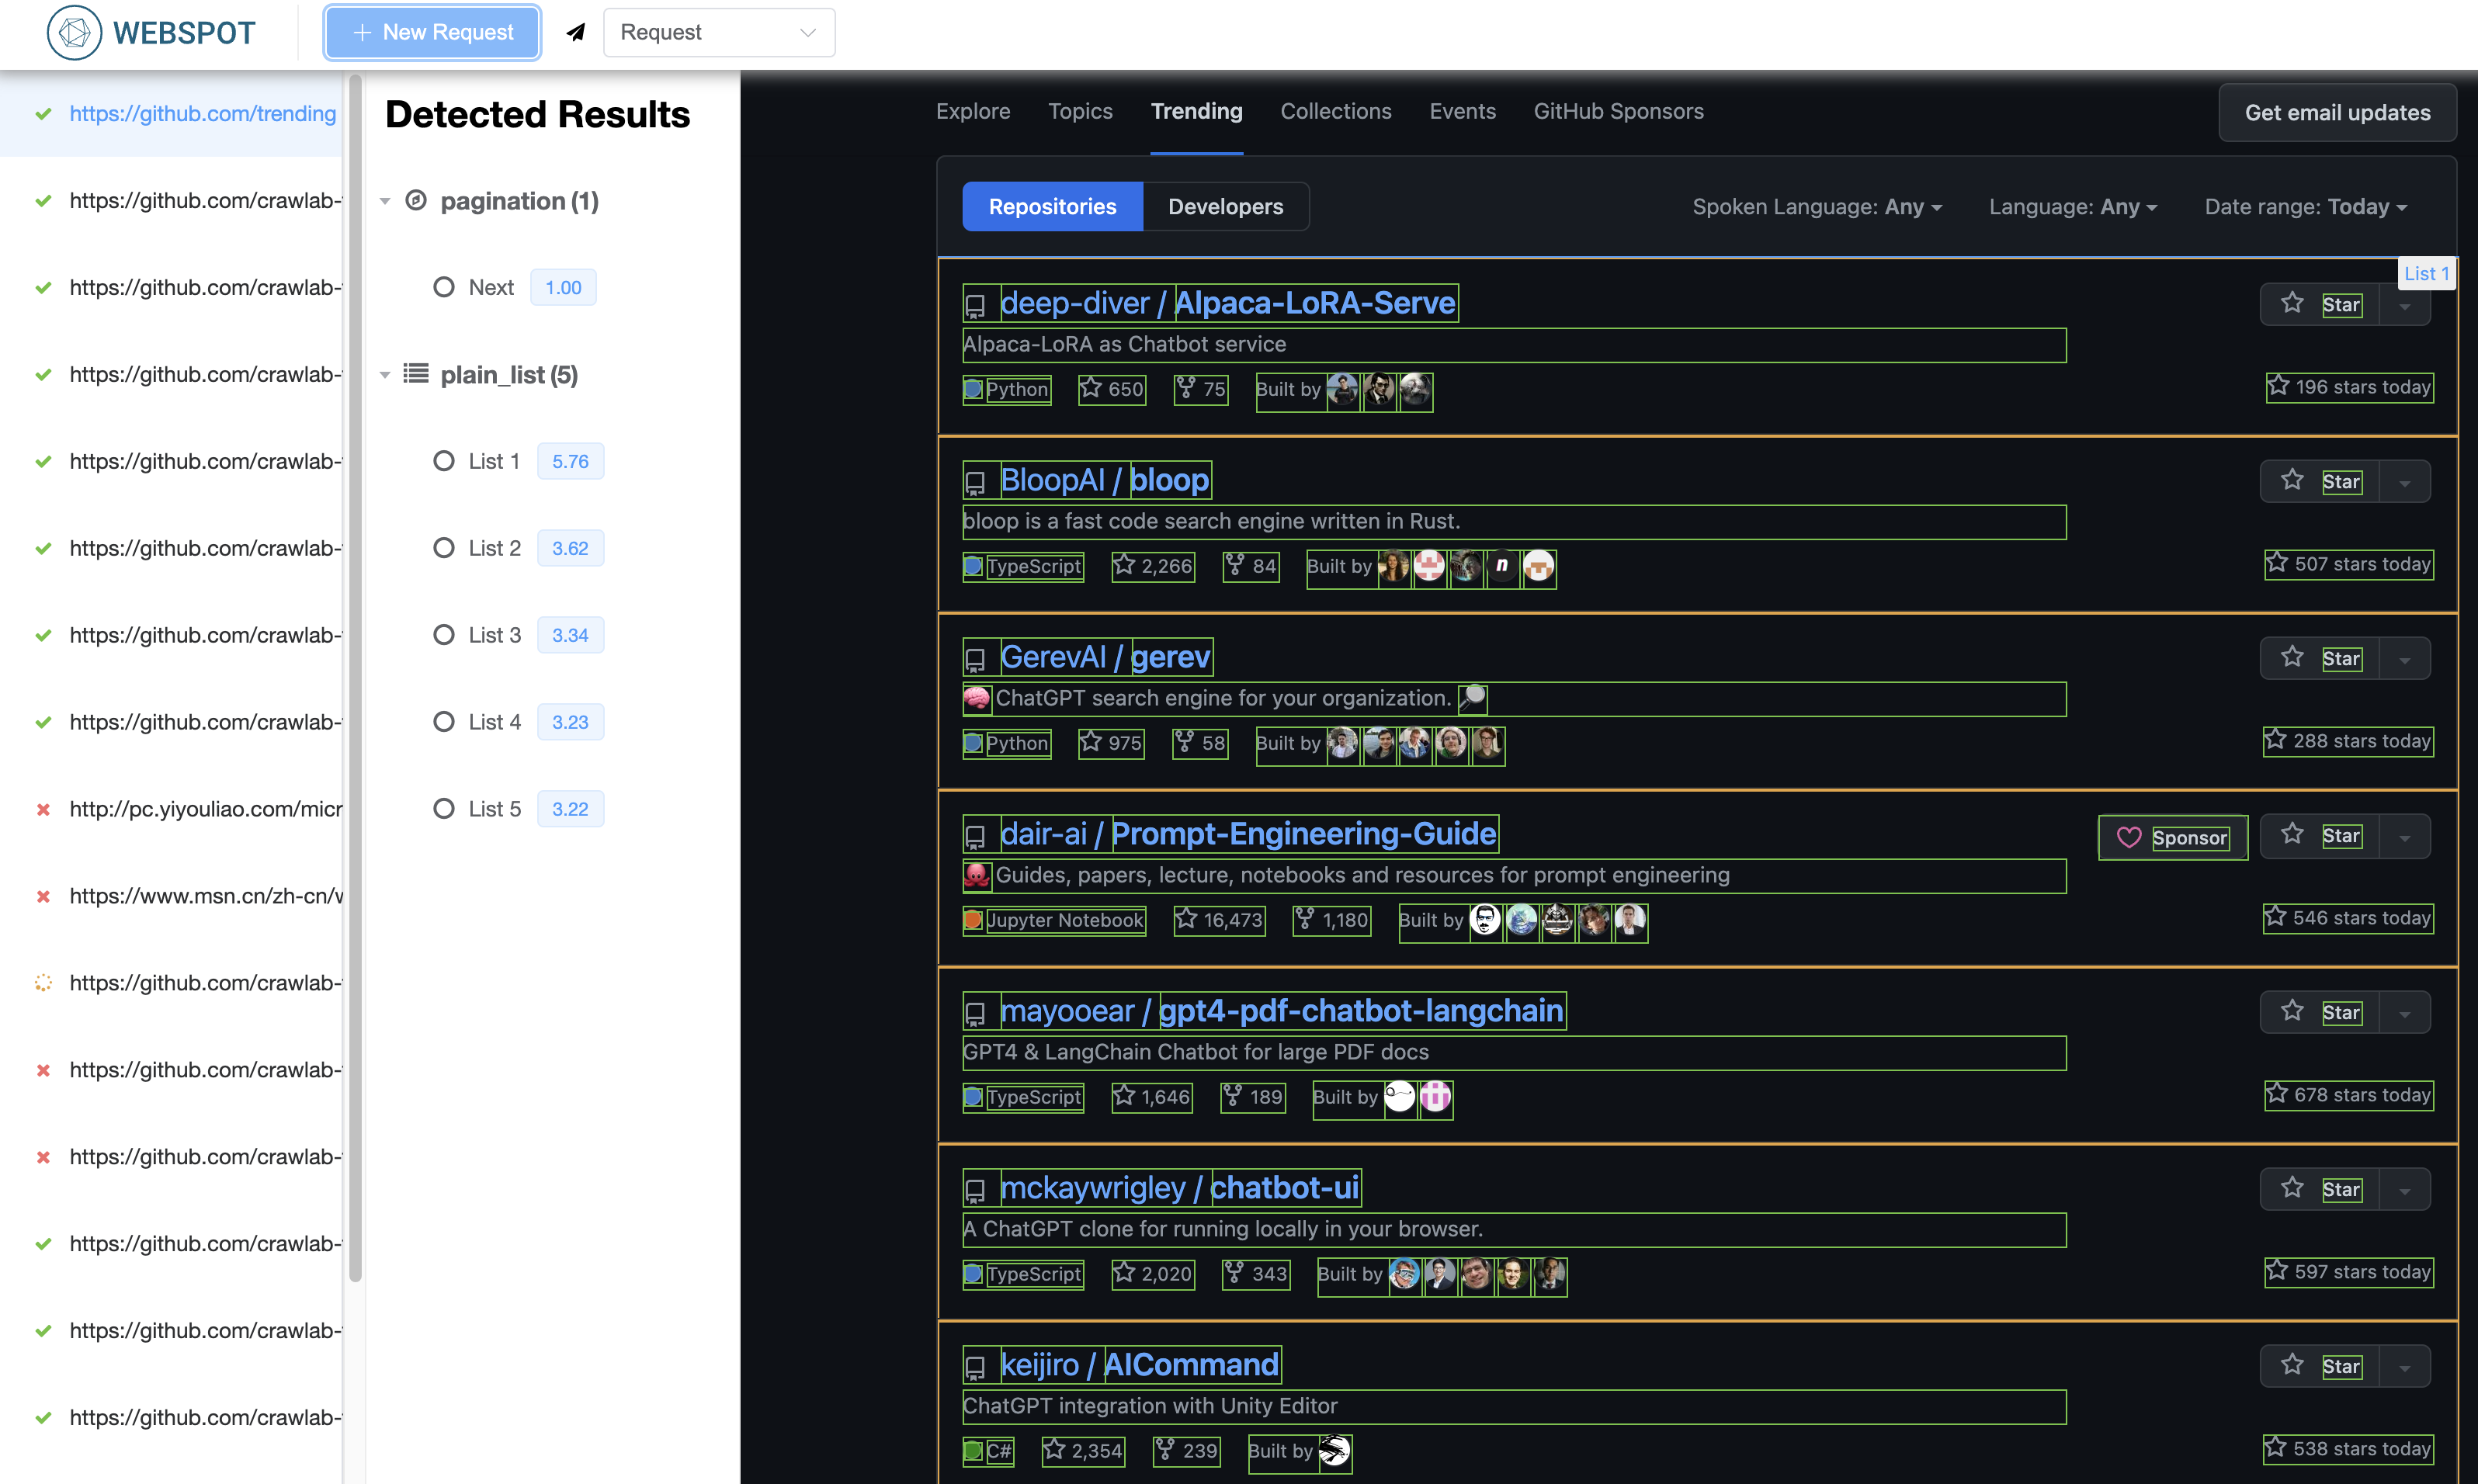 WEBSPOT
New Request
Request
https://github.com/trending
https://github.com/crawlab-
https://github.com/crawlab-
https://github.com/crawlab-
https://github.com/crawlab-
https://github.com/crawlab-
https://github.com/crawlab-
https://github.com/crawlab-
http://pc.yiyouliao.com/micr
https://www.msn.cn/zh-cn/
https://github.com/crawlab-
https://github.com/crawlab-
https://github.com/crawlab-
https://github.com/crawlab-
https://github.com/crawlab-
https://github.com/crawlab-
Detected Results
pagination (1)
Next 1.00
plain_list (5)
List 1 5.76
List 2 3.62
List 3 3.34
List 4 3.23
List 5 3.22
Explore Topics Trending Collections Events GitHub Sponsors
Get email updates
Repositories Developers
Spoken Language: Any Language: Any Date range: Today
List 1
deep-diver / Alpaca-LoRA-Serve
Star
Alpaca-LoRA as Chatbot service
Python 650 75 Built by
196 stars today
BloopAI / bloop
Star
bloop is a fast code search engine written in Rust.
TypeScript 2,266 84 Built by
507 stars today
GerevAI / gerev
Star
🧠 ChatGPT search engine for your organization. 🔎
Python 975 58 Built by
288 stars today
dair-ai / Prompt-Engineering-Guide
Sponsor Star
🐙 Guides, papers, lecture, notebooks and resources for prompt engineering
Jupyter Notebook 16,473 1,180 Built by
546 stars today
mayooear / gpt4-pdf-chatbot-langchain
Star
GPT4 & LangChain Chatbot for large PDF docs
TypeScript 1,646 189 Built by
678 stars today
mckaywrigley / chatbot-ui
Star
A ChatGPT clone for running locally in your browser.
TypeScript 2,020 343 Built by
597 stars today
keijiro / AICommand
Star
ChatGPT integration with Unity Editor
C# 2,354 239 Built by
538 stars today